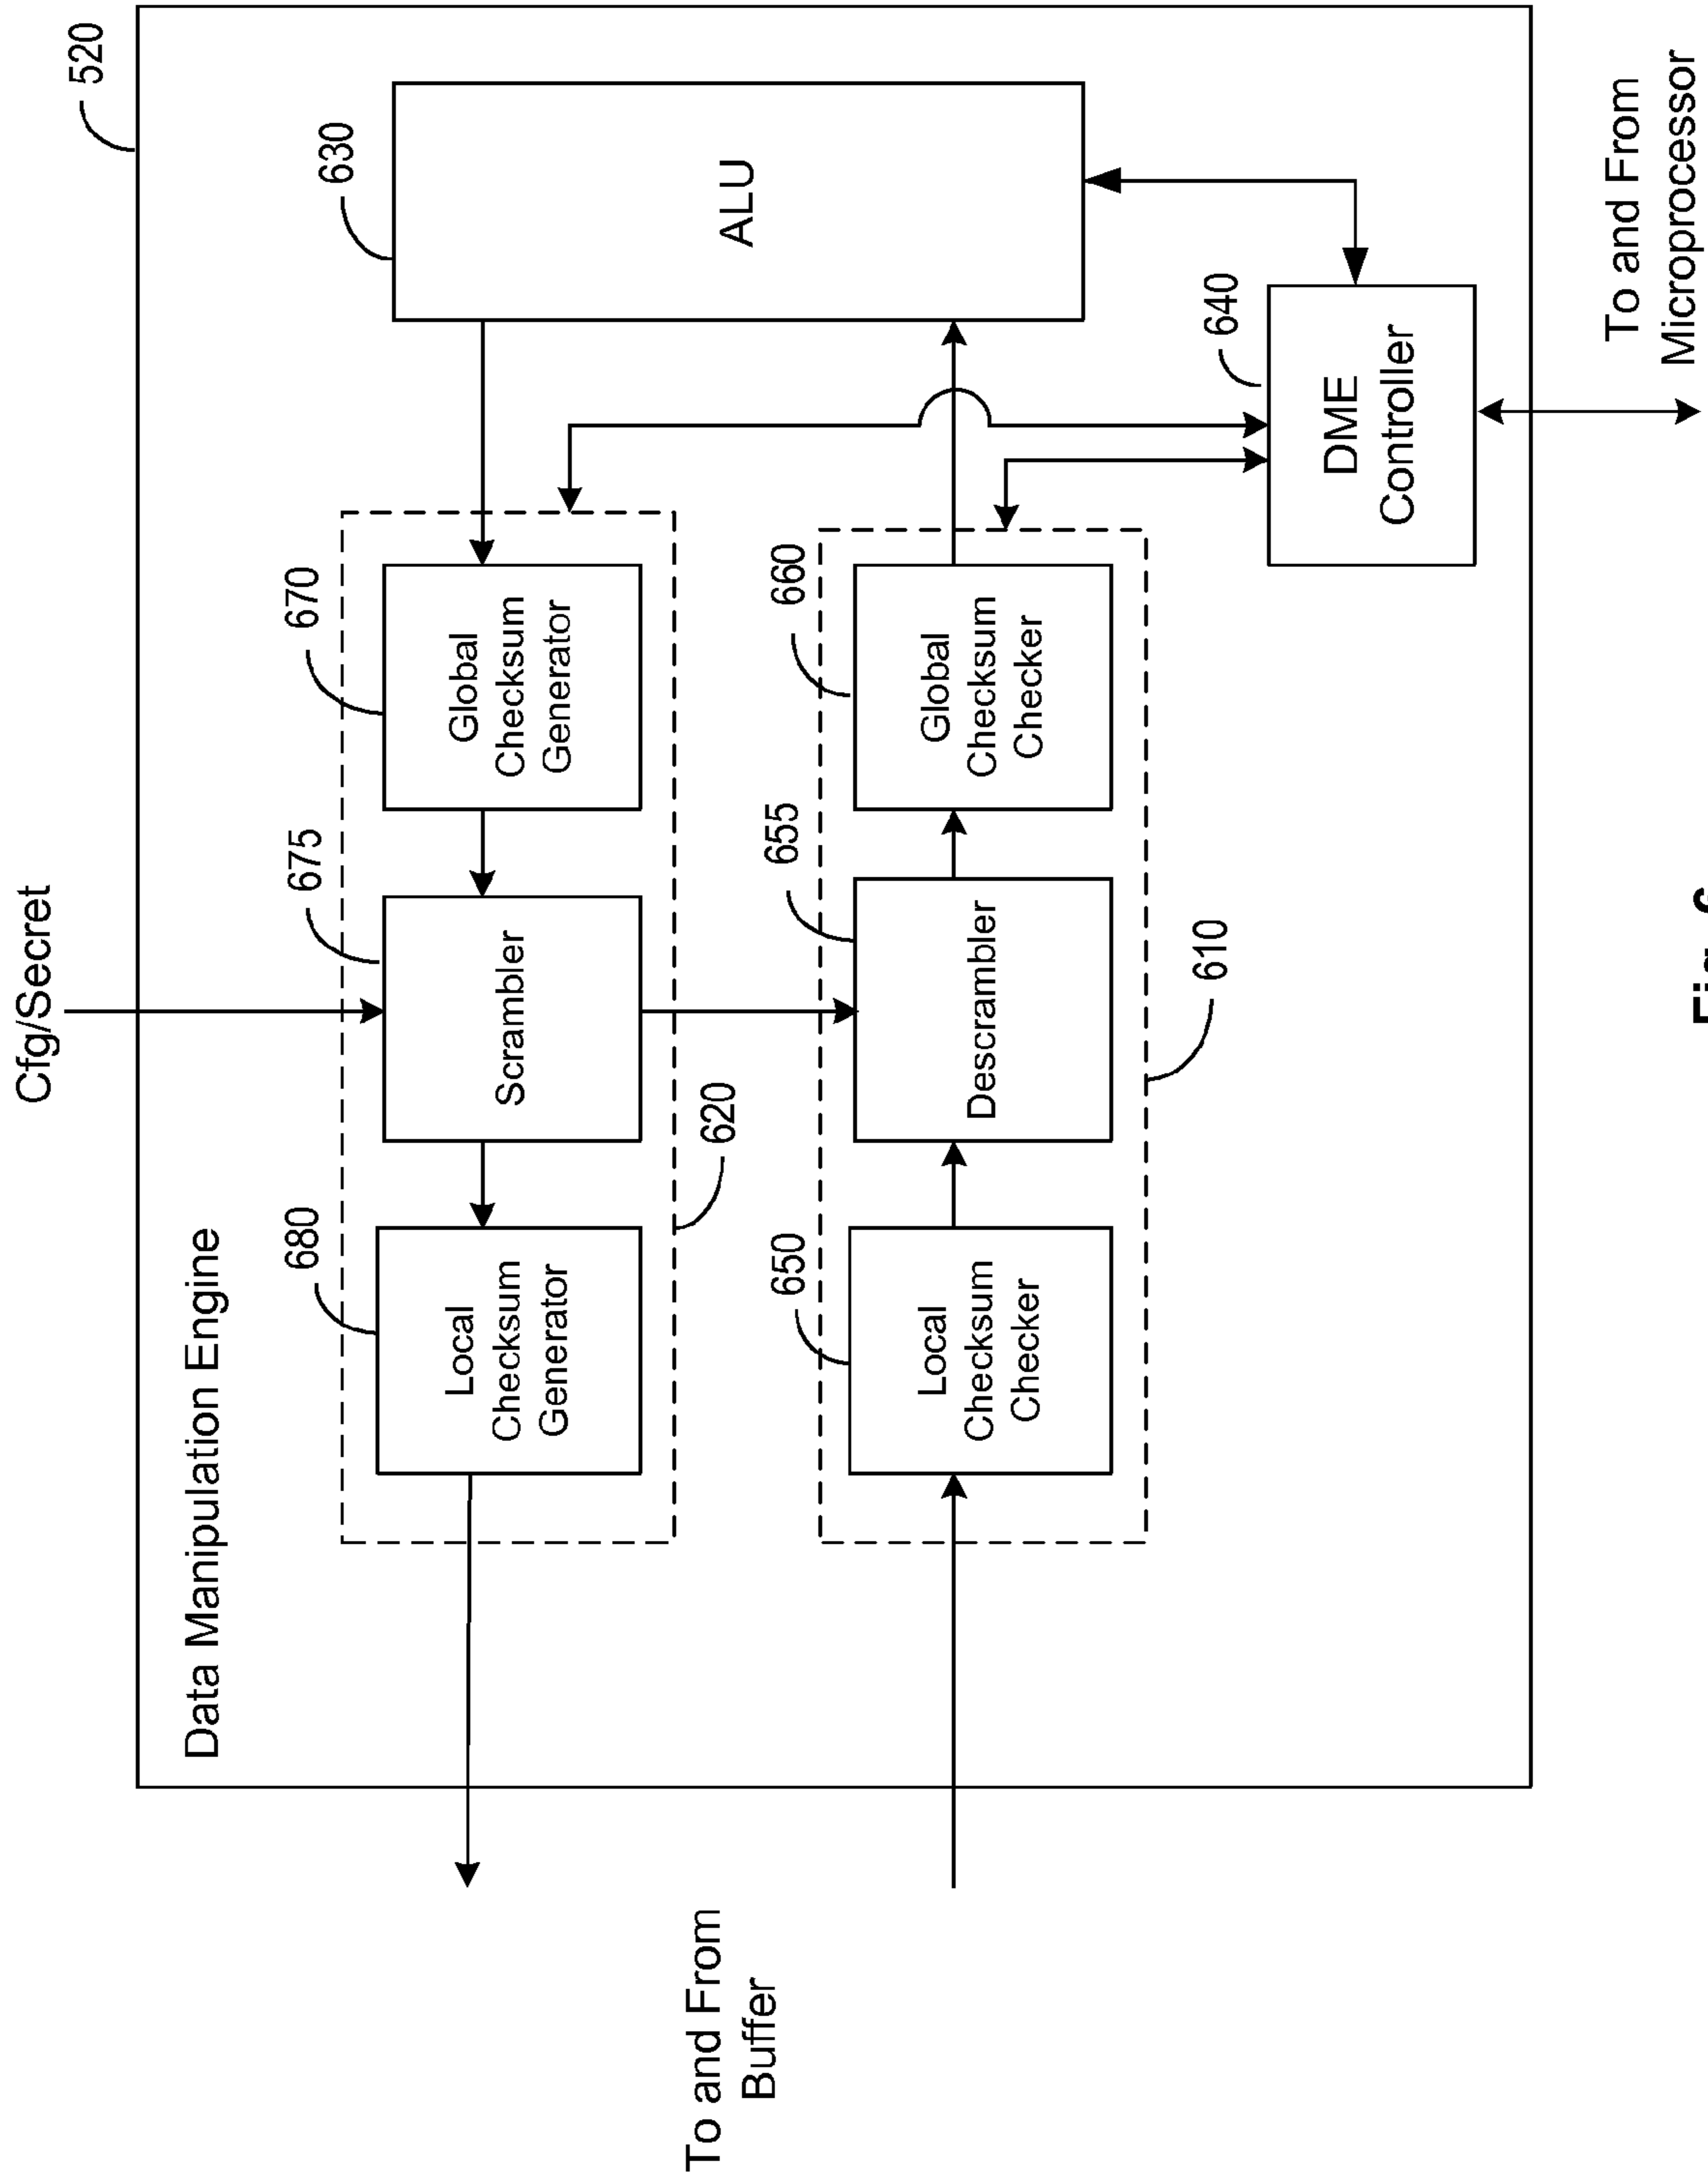 Cfg/Secret
520
Data Manipulation Engine
680
675
670
630
Local
Checksum
Generator
Scrambler
Global
Checksum
Generator
ALU
To and From
Buffer
620
650
655
660
Local
Checksum
Checker
Descrambler
Global
Checksum
Checker
610
640
DME
Controller
To and From
Microprocessor